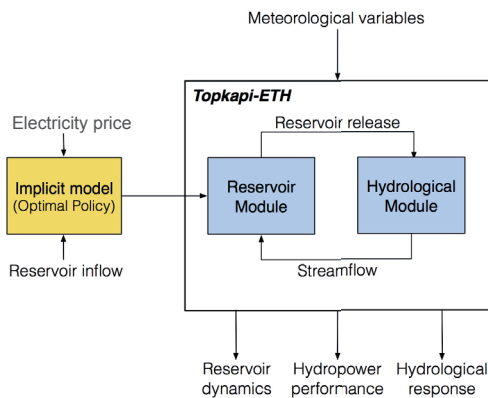 Meteorological variables
Topkapi-ETH
Electricity price
Reservoir release
Implicit model
(Optimal Policy)
Reservoir
Module
Hydrological
Module
Reservoir inflow
Streamflow
Reservoir
dynamics
Hydropower
performance
Hydrological
response